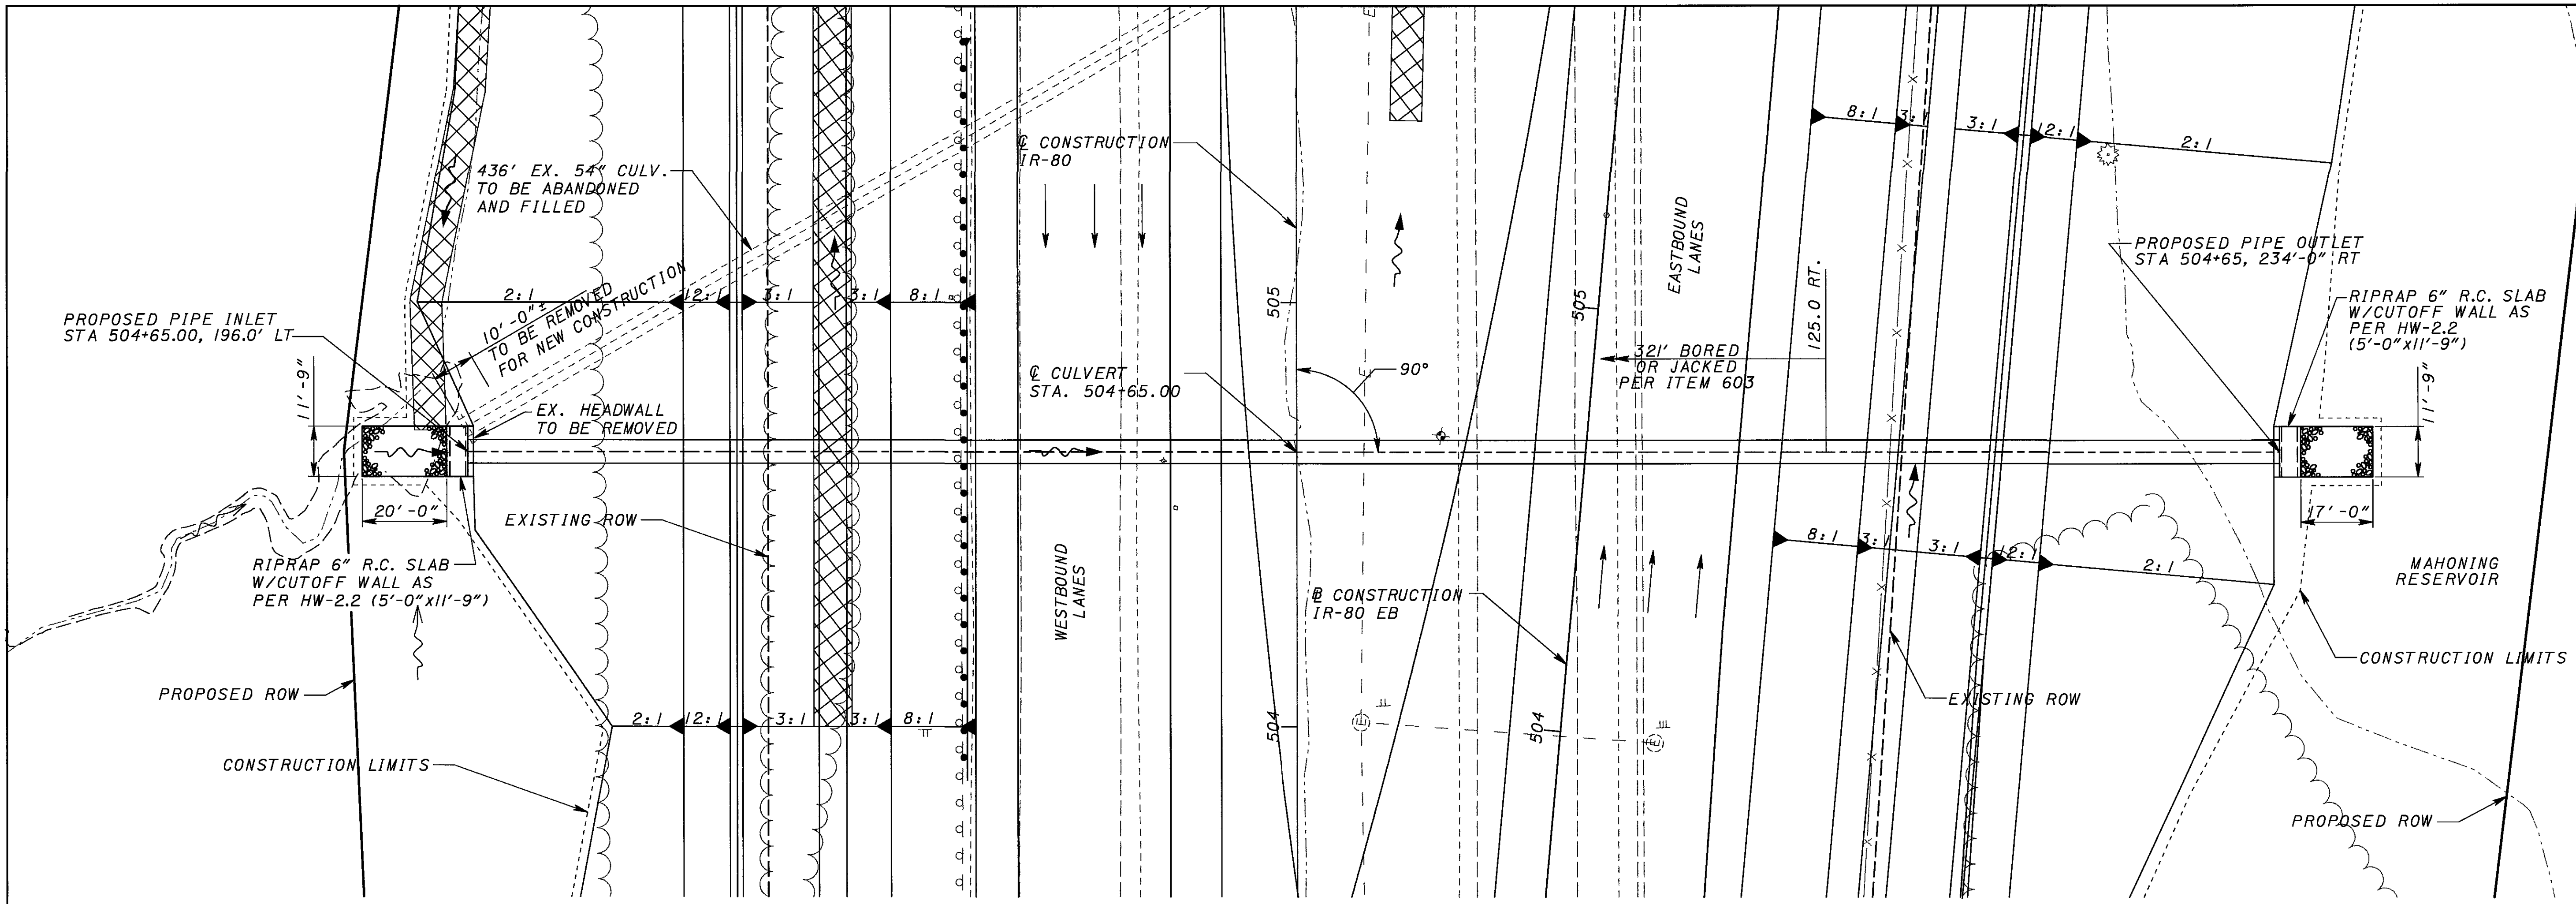 436' EX. 54" CULV.
TO BE ABANDONED
AND FILLED
℄ CONSTRUCTION
IR-80
8:1
3:1
3:1
12:1
2:1
EASTBOUND
LANES
PROPOSED PIPE OUTLET
STA 504+65, 234'-0" RT
PROPOSED PIPE INLET
STA 504+65.00, 196.0' LT
2:1
12:1
3:1
3:1
8:1
10'-0"±
TO BE REMOVED
FOR NEW CONSTRUCTION
505
505
125.0 RT.
RIPRAP 6" R.C. SLAB
W/CUTOFF WALL AS
PER HW-2.2
(5'-0"x11'-9")
321' BORED
OR JACKED
PER ITEM 603
11'-9"
℄ CULVERT
STA. 504+65.00
90°
EX. HEADWALL
TO BE REMOVED
11'-9"
20'-0"
EXISTING ROW
17'-0"
8:1
3:1
3:1
12:1
2:1
RIPRAP 6" R.C. SLAB
W/CUTOFF WALL AS
PER HW-2.2 (5'-0"x11'-9")
WESTBOUND
LANES
MAHONING
RESERVOIR
B CONSTRUCTION
IR-80 EB
CONSTRUCTION LIMITS
PROPOSED ROW
EXISTING ROW
2:1
12:1
3:1
3:1
8:1
504
E
504
E
CONSTRUCTION LIMITS
PROPOSED ROW